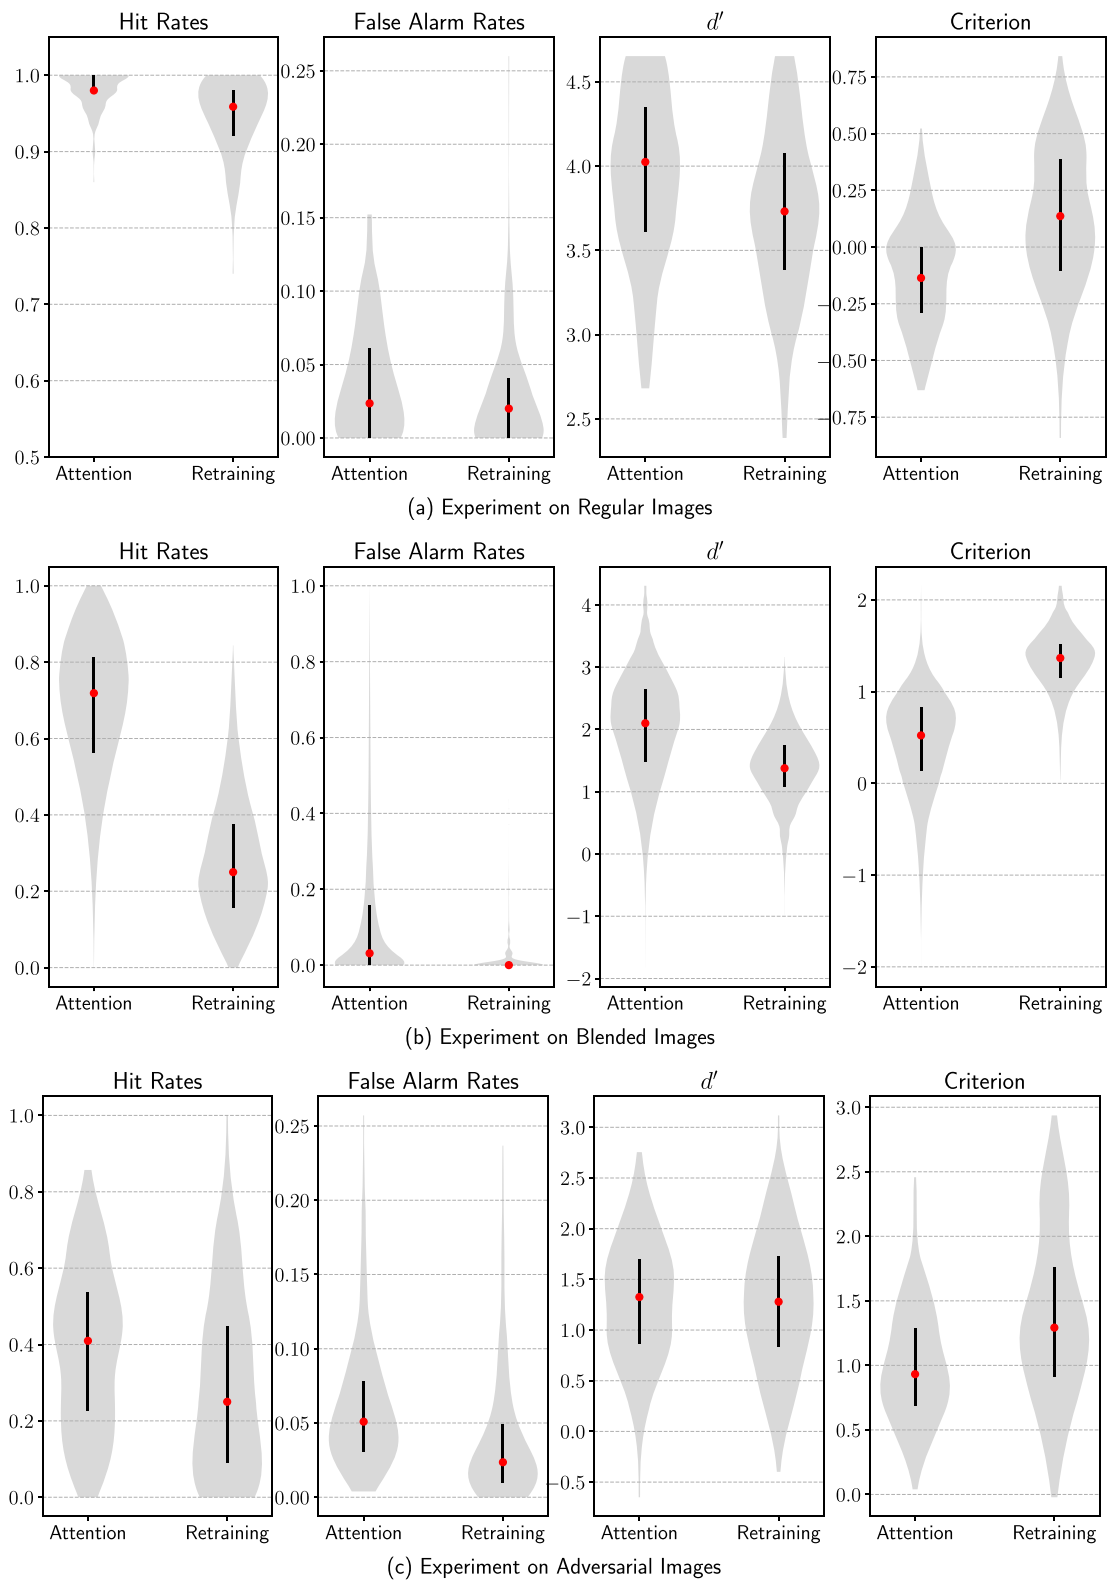 Hit Rates False Alarm Rates d′ Criterion
1.0 0.9 0.8 0.7 0.6 0.5
0.25 0.20 0.15 0.10 0.05 0.00
4.5 4.0 3.5 3.0 2.5
0.75 0.50 0.25 0.00 −0.25 −0.50 −0.75
Attention Retraining Attention Retraining Attention Retraining Attention Retraining
(a) Experiment on Regular Images
Hit Rates False Alarm Rates d′ Criterion
1.0 0.8 0.6 0.4 0.2 0.0
1.0 0.8 0.6 0.4 0.2 0.0
4 3 2 1 0 −1 −2
2 1 0 −1 −2
Attention Retraining Attention Retraining Attention Retraining Attention Retraining
(b) Experiment on Blended Images
Hit Rates False Alarm Rates d′ Criterion
1.0 0.8 0.6 0.4 0.2 0.0
0.25 0.20 0.15 0.10 0.05 0.00
3.0 2.5 2.0 1.5 1.0 0.5 0.0 −0.5
3.0 2.5 2.0 1.5 1.0 0.5 0.0
Attention Retraining Attention Retraining Attention Retraining Attention Retraining
(c) Experiment on Adversarial Images